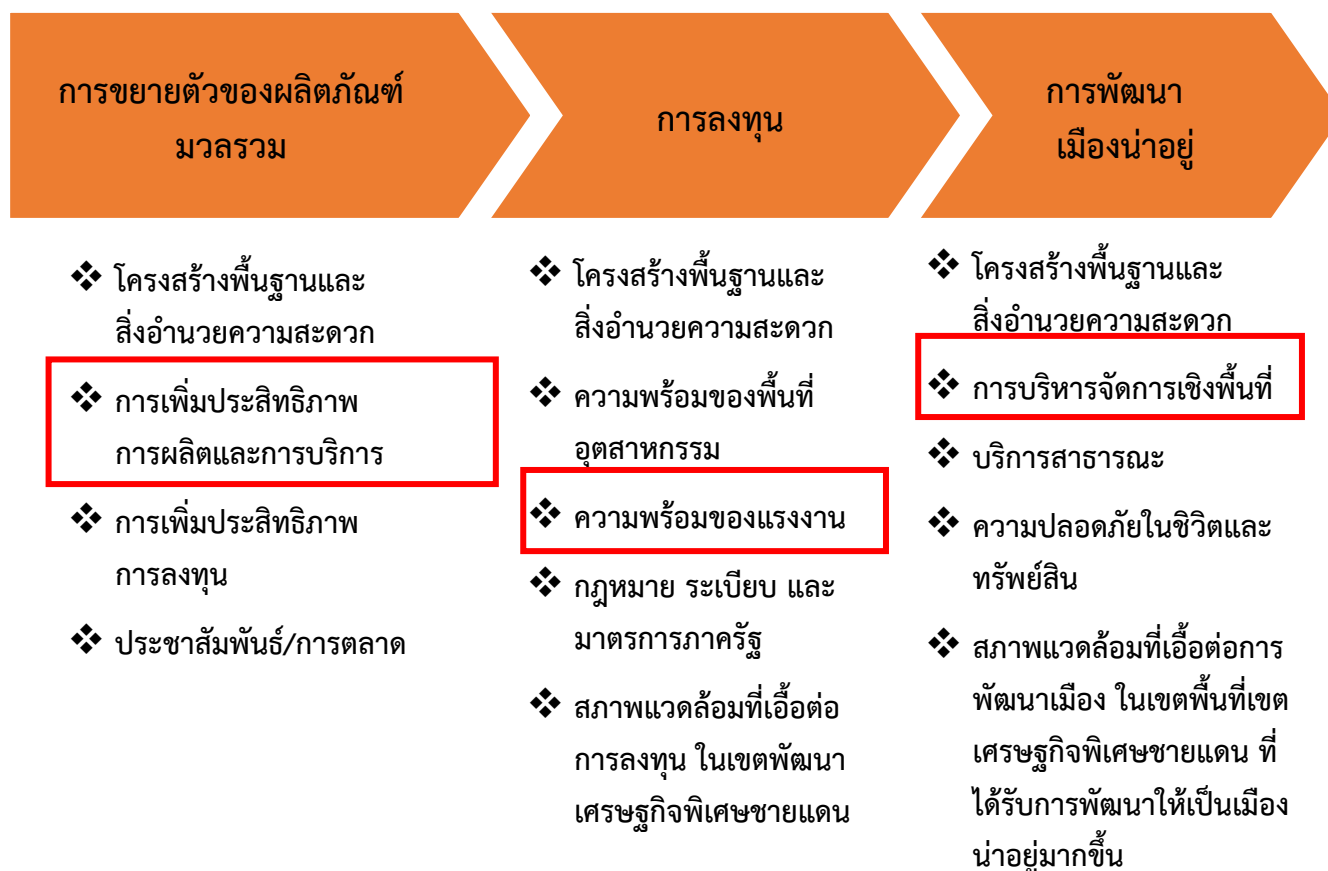 การขยายตัวของผลิตภัณฑ์
มวลรวม
การลงทุน
การพัฒนา
เมืองน่าอยู่
❖ โครงสร้างพื้นฐานและ
สิ่งอำนวยความสะดวก
❖ การเพิ่มประสิทธิภาพ
การผลิตและการบริการ
❖ การเพิ่มประสิทธิภาพ
การลงทุน
❖ ประชาสัมพันธ์/การตลาด
❖ โครงสร้างพื้นฐานและ
สิ่งอำนวยความสะดวก
❖ ความพร้อมของพื้นที่
อุตสาหกรรม
❖ ความพร้อมของแรงงาน
❖ กฎหมาย ระเบียบ และ
มาตรการภาครัฐ
❖ สภาพแวดล้อมที่เอื้อต่อ
การลงทุน ในเขตพัฒนา
เศรษฐกิจพิเศษชายแดน
❖ โครงสร้างพื้นฐานและ
สิ่งอำนวยความสะดวก
❖ การบริหารจัดการเชิงพื้นที่
❖ บริการสาธารณะ
❖ ความปลอดภัยในชีวิตและ
ทรัพย์สิน
❖ สภาพแวดล้อมที่เอื้อต่อการ
พัฒนาเมือง ในเขตพื้นที่เขต
เศรษฐกิจพิเศษชายแดน ที่
ได้รับการพัฒนาให้เป็นเมือง
น่าอยู่มากขึ้น